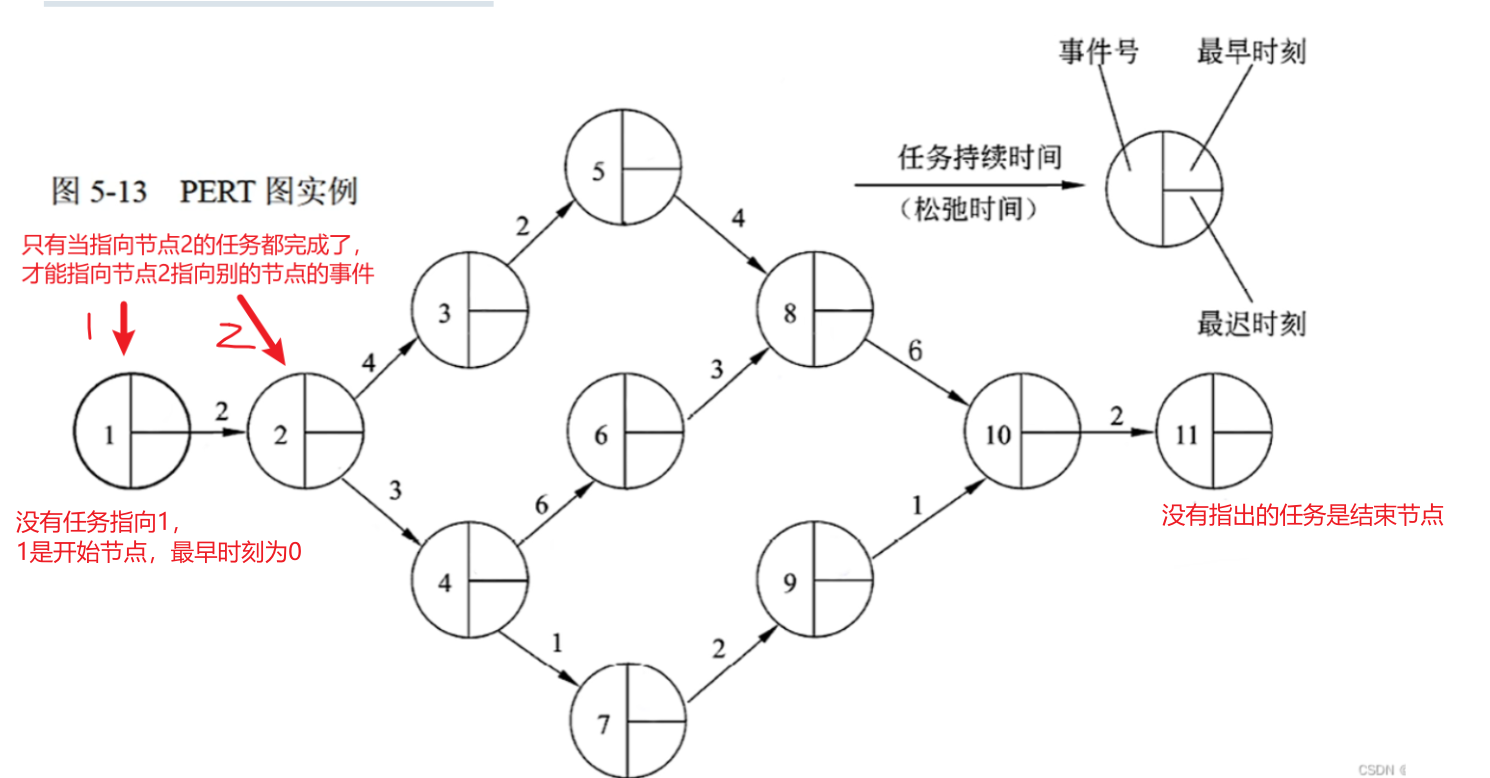 事件号
最早时刻
任务持续时间
（松弛时间）
最迟时刻
图 5-13 PERT 图实例
只有当指向节点2的任务都完成了，
才能指向节点2指向别的节点的事件
1
2
5
2
4
3
8
4
3
6
1
2
2
6
10
2
11
3
6
4
9
1
1
2
7
没有任务指向1，
1是开始节点，最早时刻为0
没有指出的任务是结束节点
CSDN